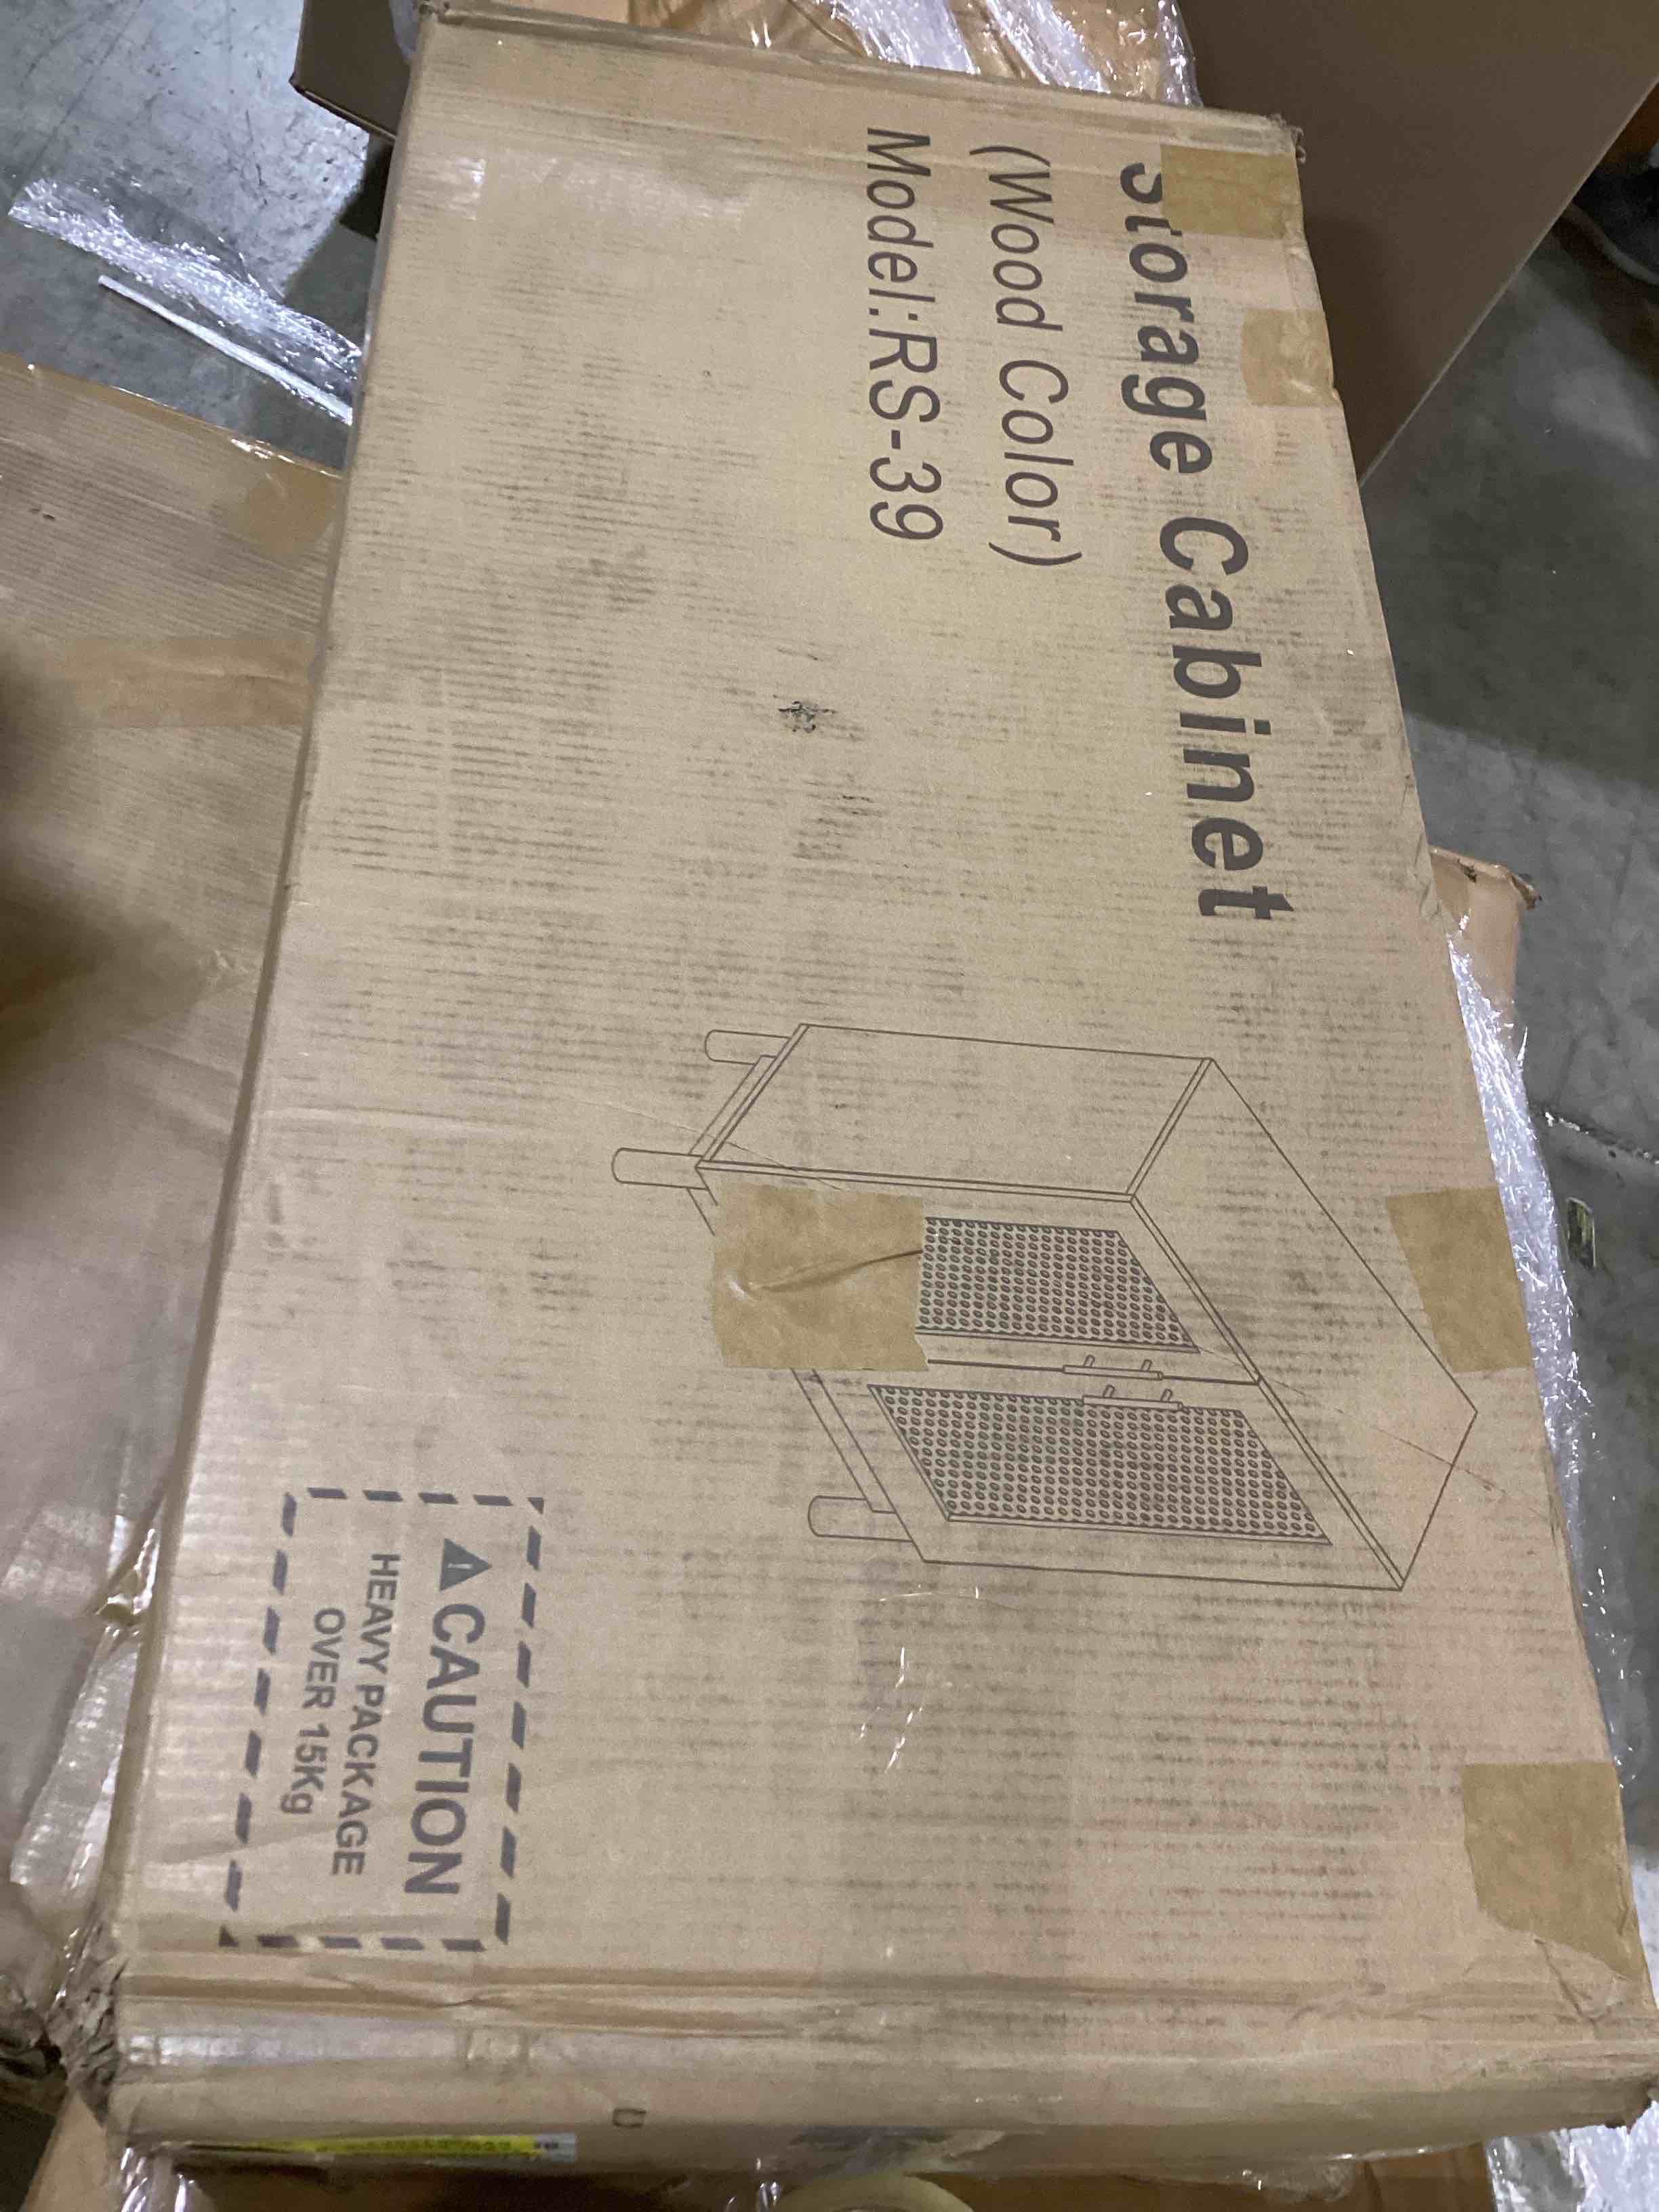 Storage Cabinet
(Wood Color)
Model:RS-39
CAUTION
HEAVY PACKAGE
OVER 15Kg